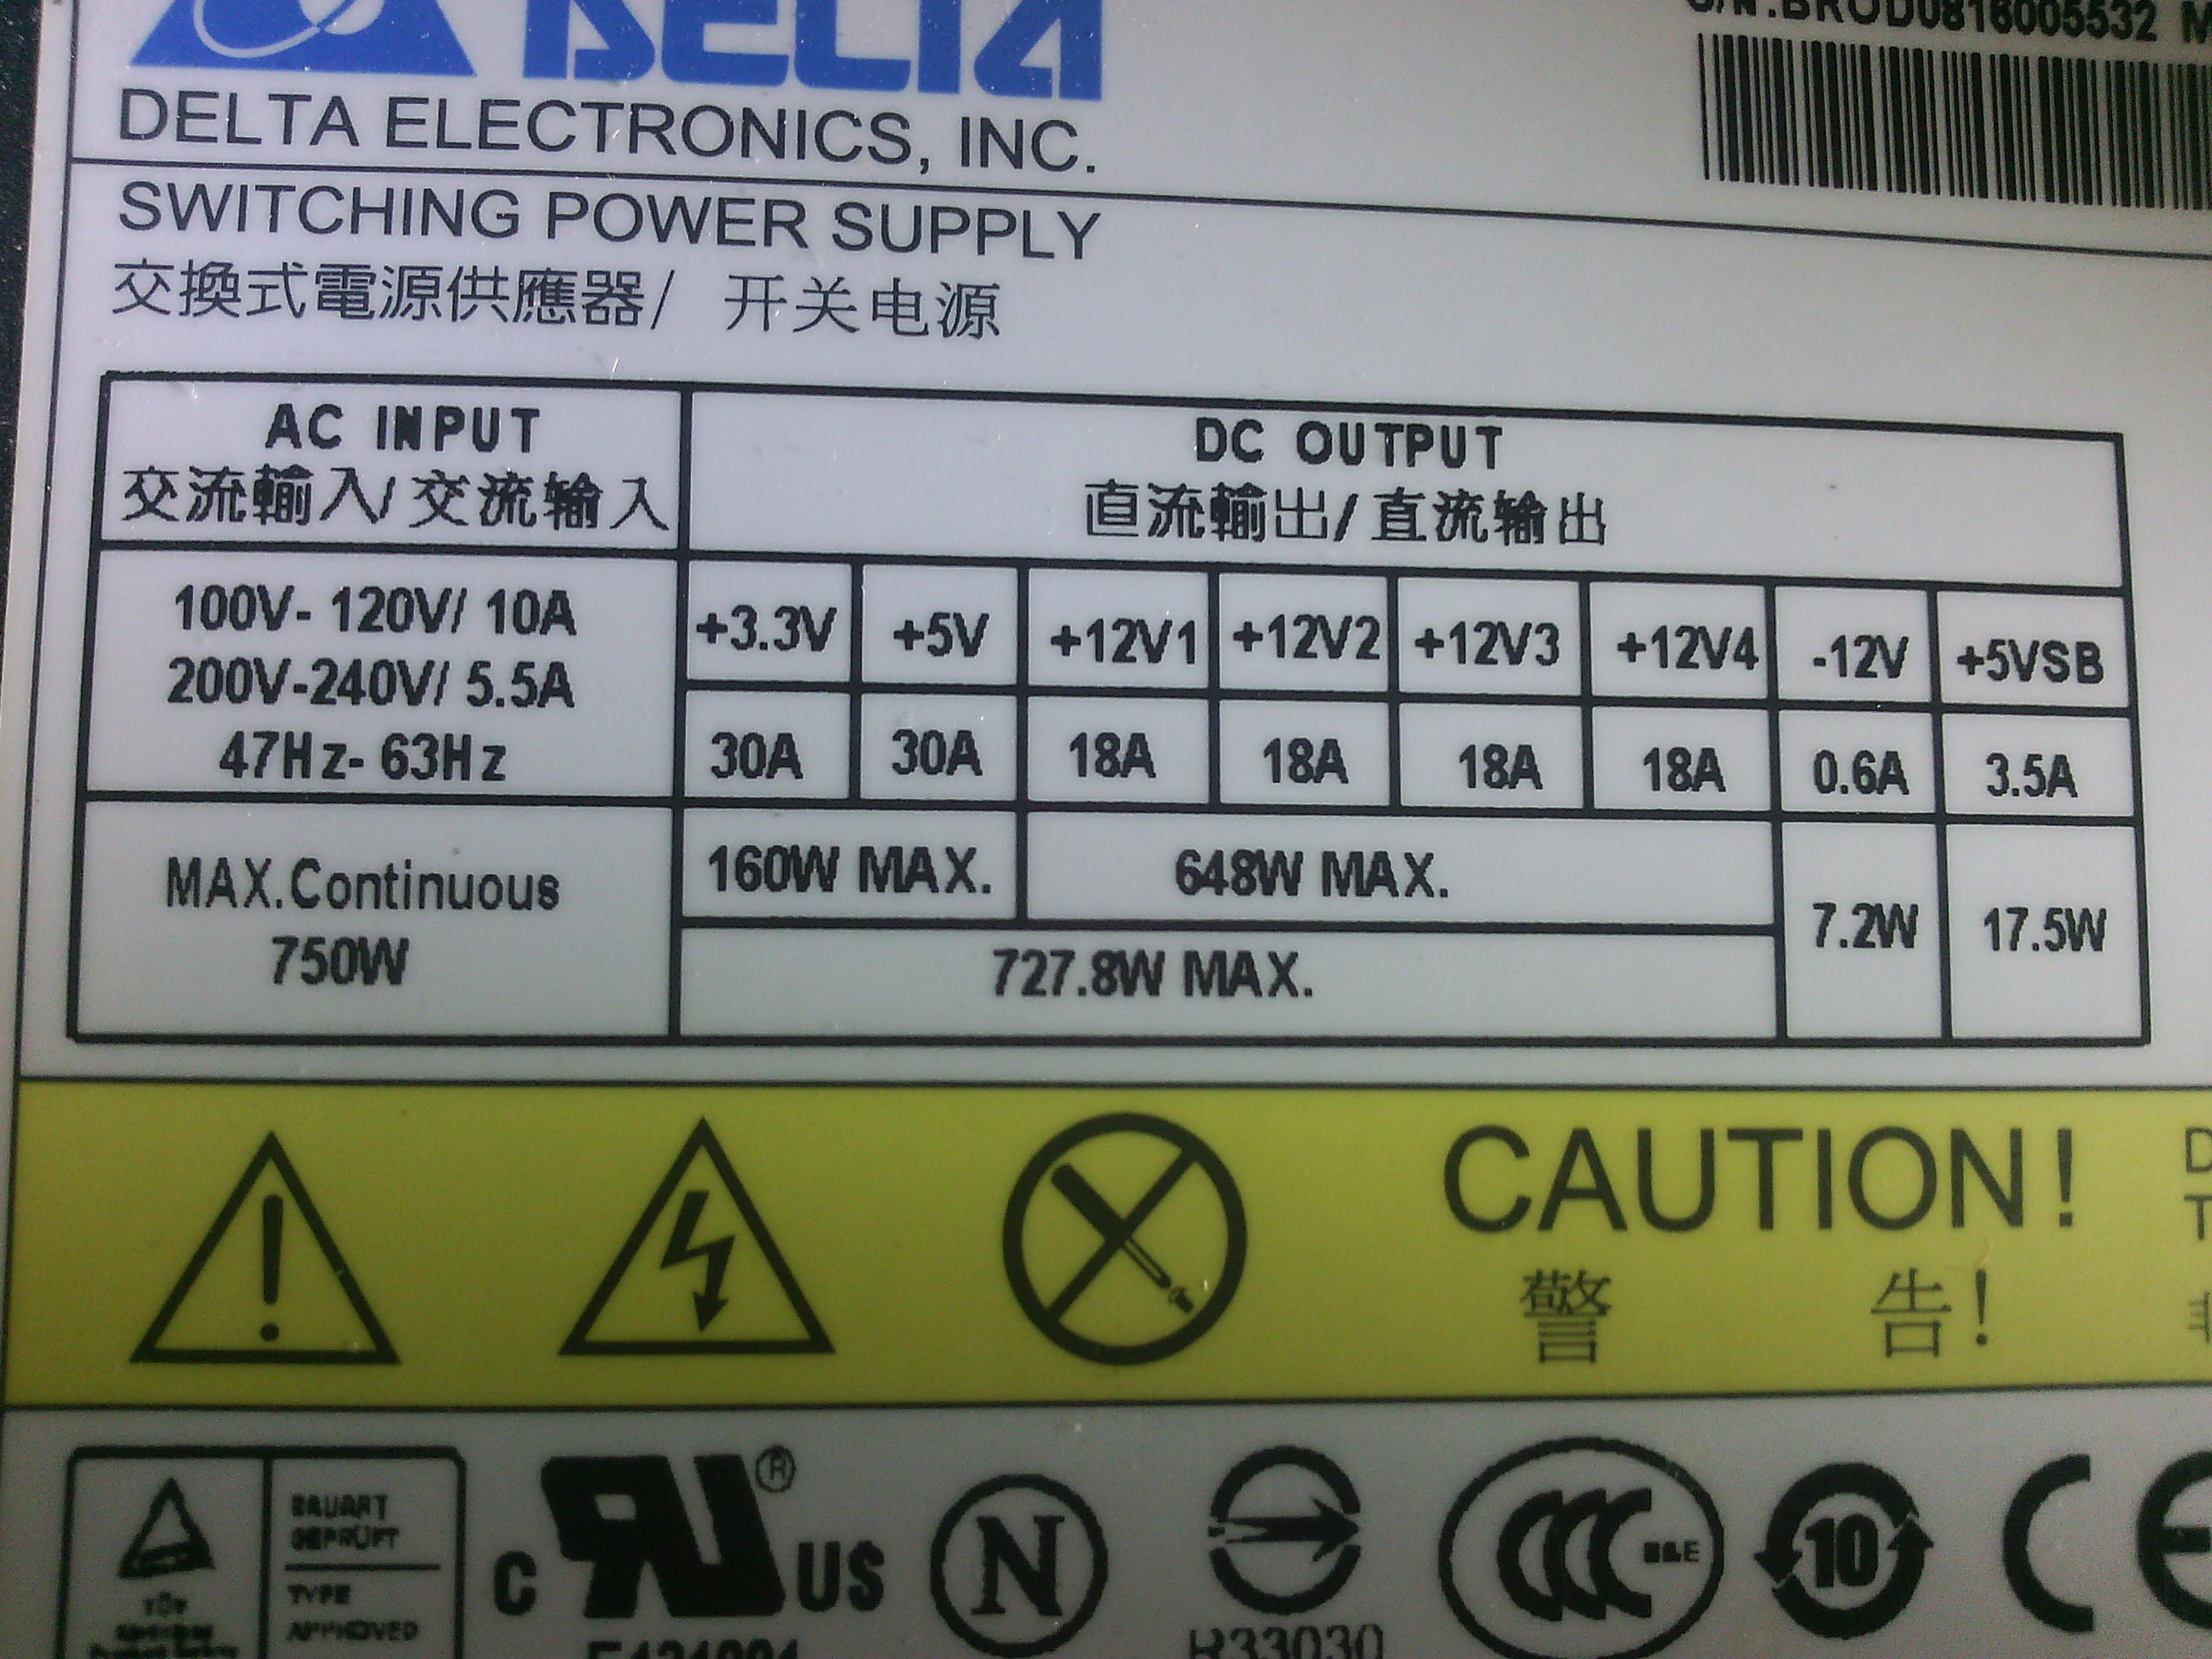 DELTA
S/N:BROD0816005532 M
DELTA ELECTRONICS, INC.
SWITCHING POWER SUPPLY
交換式電源供應器/ 开关电源
AC INPUT
交流輸入/交流输入
DC OUTPUT
直流輸出/直流输出
100V- 120V/ 10A
200V-240V/ 5.5A
47Hz- 63Hz
+3.3V +5V +12V1 +12V2 +12V3 +12V4 -12V +5VSB
30A 30A 18A 18A 18A 18A 0.6A 3.5A
MAX.Continuous
750W
160W MAX. 648W MAX.
727.8W MAX.
7.2W 17.5W
CAUTION!
警 告!
BAUART
GEPRÜFT
TYPE
APPROVED
TÜV
C RU® US
N
R33030
CCC S&E
10
CE